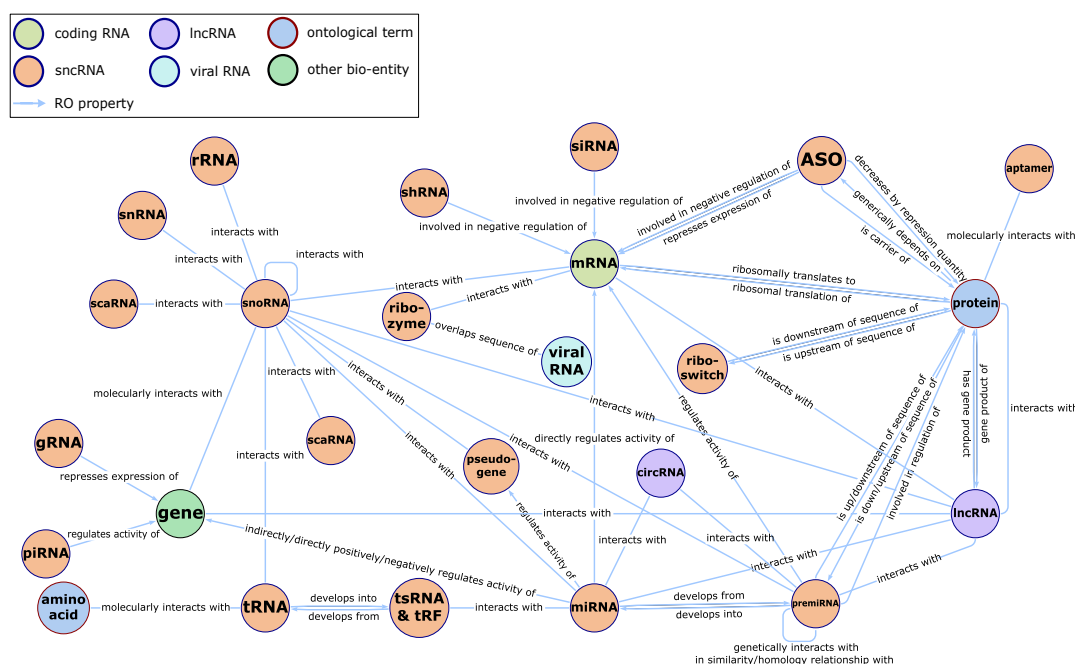 coding RNA
lncRNA
ontological term
sncRNA
viral RNA
other bio-entity
RO property
rRNA
siRNA
ASO
aptamer
shRNA
snRNA
decreases by repression quantity
generically depends on
is carrier of
involved in negative regulation of
represses expression of
involved in negative regulation of
involved in negative regulation of
molecularly interacts with
interacts with
interacts with
interacts with
mRNA
ribosomally translates to
ribosomal translation of
scaRNA
interacts with
snoRNA
interacts with
interacts with
ribo-
zyme
overlaps sequence of
protein
is downstream of sequence of
is upstream of sequence of
viral
RNA
ribo-
switch
interacts with
interacts with
molecularly interacts with
interacts with
interacts with
regulates activity of
has gene product
gene product of
interacts with
is up/downstream of sequence of
is down/upstream of sequence of
Involved in regulation of
gRNA
scaRNA
directly regulates activity of
interacts with
interacts with
interacts with
pseudo-
gene
circRNA
represses expression of
gene
interacts with
lncRNA
regulates activity of
piRNA
indirectly/directly positively/negatively regulates activity of
regulates activity of
interacts with
interacts with
interacts with
interacts with
amino
acid
molecularly interacts with
tRNA
develops into
develops from
tsRNA
& tRF
interacts with
miRNA
develops from
develops into
premiRNA
genetically interacts with
in similarity/homology relationship with